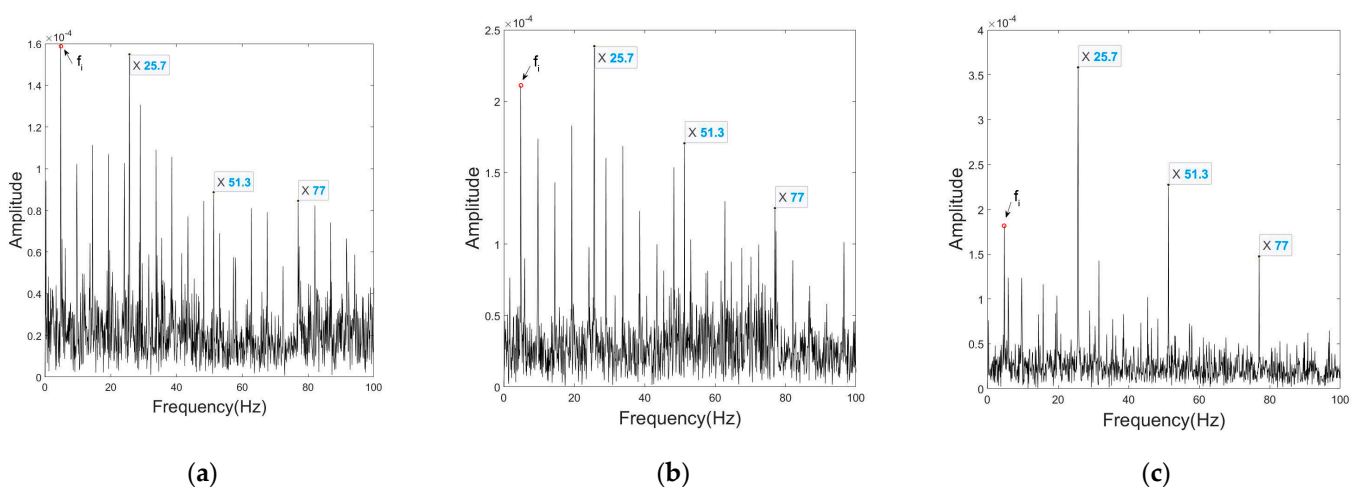 ×10⁻⁴
1.6
1.4
1.2
1
0.8
0.6
0.4
0.2
0
0 20 40 60 80 100
Amplitude
Frequency(Hz)
fᵢ
X 25.7
X 51.3
X 77
(a)
×10⁻⁴
2.5
2
1.5
1
0.5
0
0 20 40 60 80 100
Amplitude
Frequency(Hz)
fᵢ
X 25.7
X 51.3
X 77
(b)
×10⁻⁴
4
3.5
3
2.5
2
1.5
1
0.5
0
0 20 40 60 80 100
Amplitude
Frequency(Hz)
fᵢ
X 25.7
X 51.3
X 77
(c)